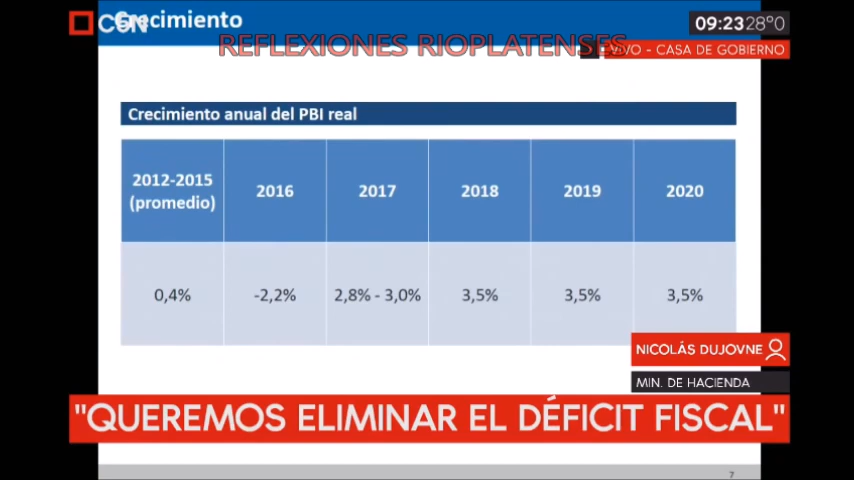 C5N
Crecimiento
09:23 28°0
REFLEXIONES RIOPLATENSES
VIVO - CASA DE GOBIERNO
Crecimiento anual del PBI real
2012-2015
(promedio)
2016
2017
2018
2019
2020
0,4%
-2,2%
2,8% - 3,0%
3,5%
3,5%
3,5%
NICOLÁS DUJOVNE
MIN. DE HACIENDA
"QUEREMOS ELIMINAR EL DÉFICIT FISCAL"
7